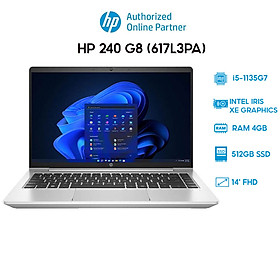 hp
Authorized
Online Partner
HP 240 G8 (617L3PA)
i5-1135G7
INTEL IRIS
XE GRAPHICS
RAM 4GB
512GB SSD
14' FHD